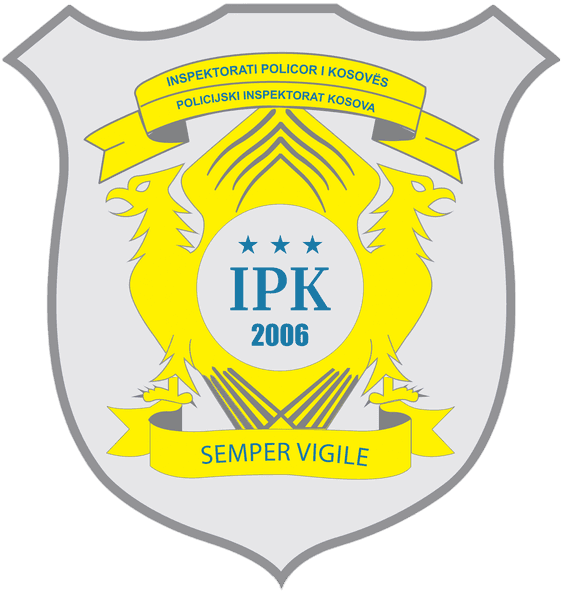 INSPEKTORATI POLICOR I KOSOVËS
POLICIJSKI INSPEKTORAT KOSOVA
IPK
2006
SEMPER VIGILE